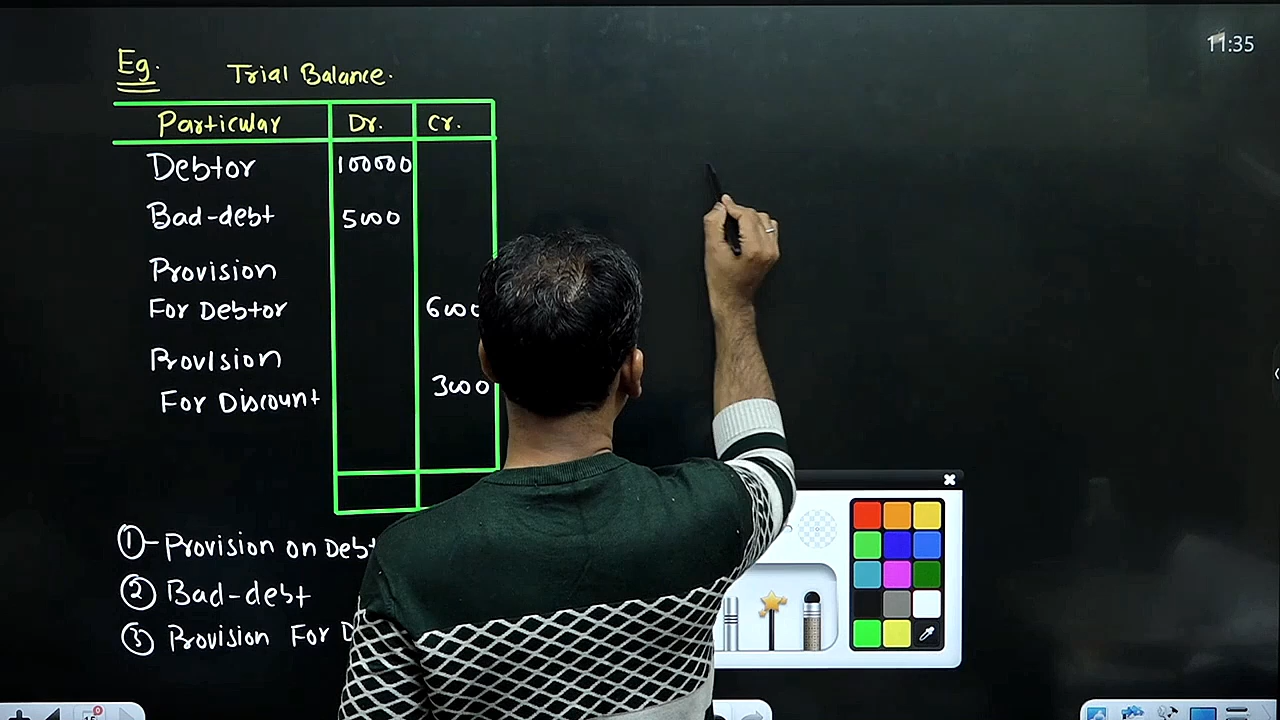 Eg. Trial Balance.
11:35
Particular Dr. Cr.
Debtor 100000
Bad-debt 5000
Provision
For Debtor
Provision
For Discount 3000
① - Provision on
② Bad-debt
③ Provision For